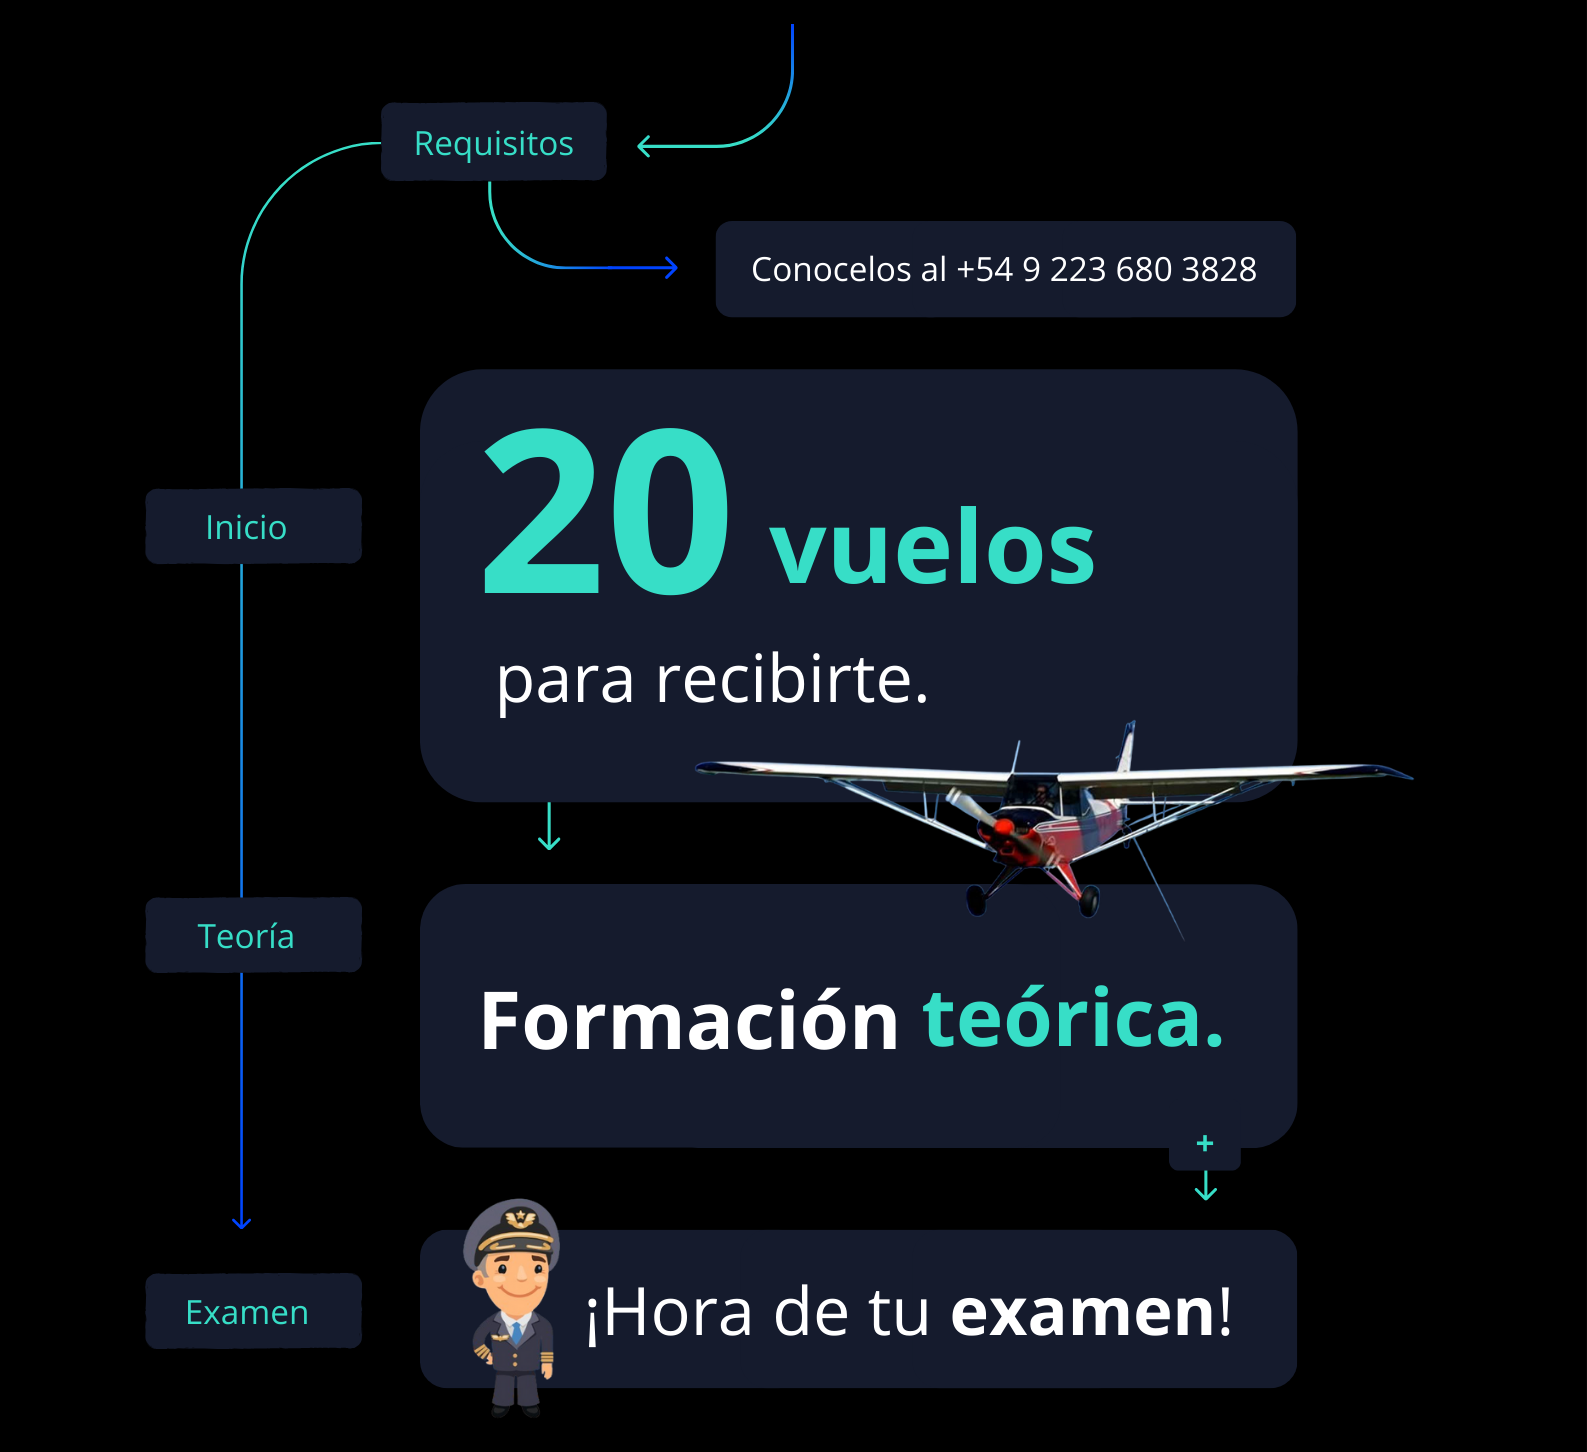 Requisitos
Conocelos al +54 9 223 680 3828
Inicio
20 vuelos
para recibirte.
Teoría
Formación teórica.
+
Examen
¡Hora de tu examen!